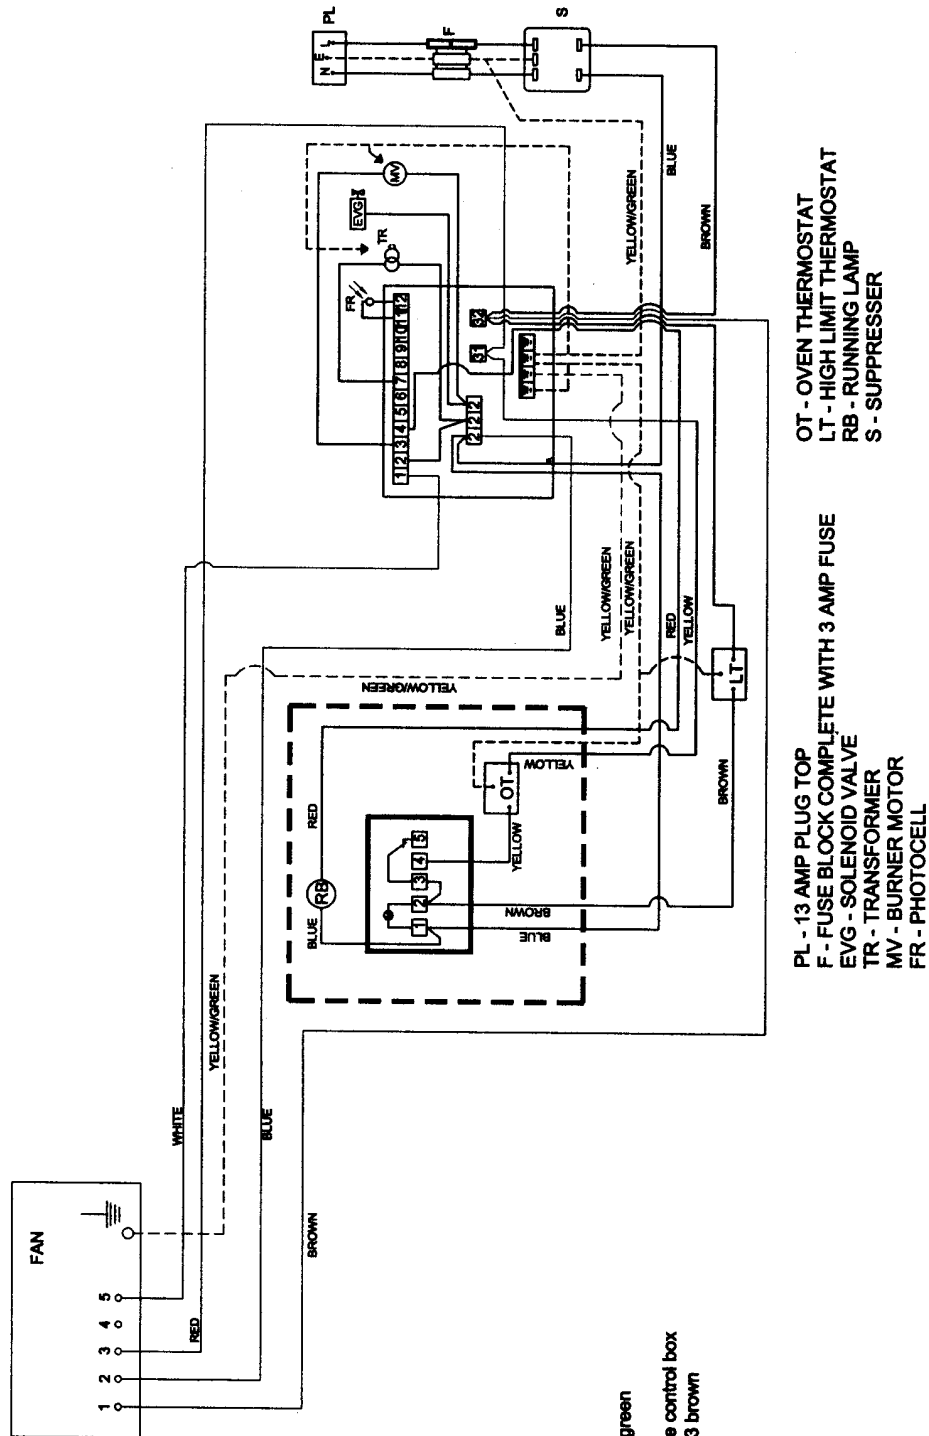 PL
N E L
F
S
BLUE
BROWN
YELLOW/GREEN
MV
EVG
TR
FR
1 2 3 4 5 6 7 8 9 10 11 12
31
32
2 2 2
YELLOW/GREEN
YELLOW/GREEN
RED
YELLOW
BLUE
YELLOW/GREEN
LT
BROWN
YELLOW
OT
YELLOW
RED
RB
BLUE
1 2 3 4 5
BROWN
BLUE
YELLOW/GREEN
WHITE
BLUE
BROWN
RED
FAN
1 2 3 4 5
PL - 13 AMP PLUG TOP
F - FUSE BLOCK COMPLETE WITH 3 AMP FUSE
EVG - SOLENOID VALVE
TR - TRANSFORMER
MV - BURNER MOTOR
FR - PHOTOCELL
OT - OVEN THERMOSTAT
LT - HIGH LIMIT THERMOSTAT
RB - RUNNING LAMP
S - SUPPRESSER
green
e control box
3 brown